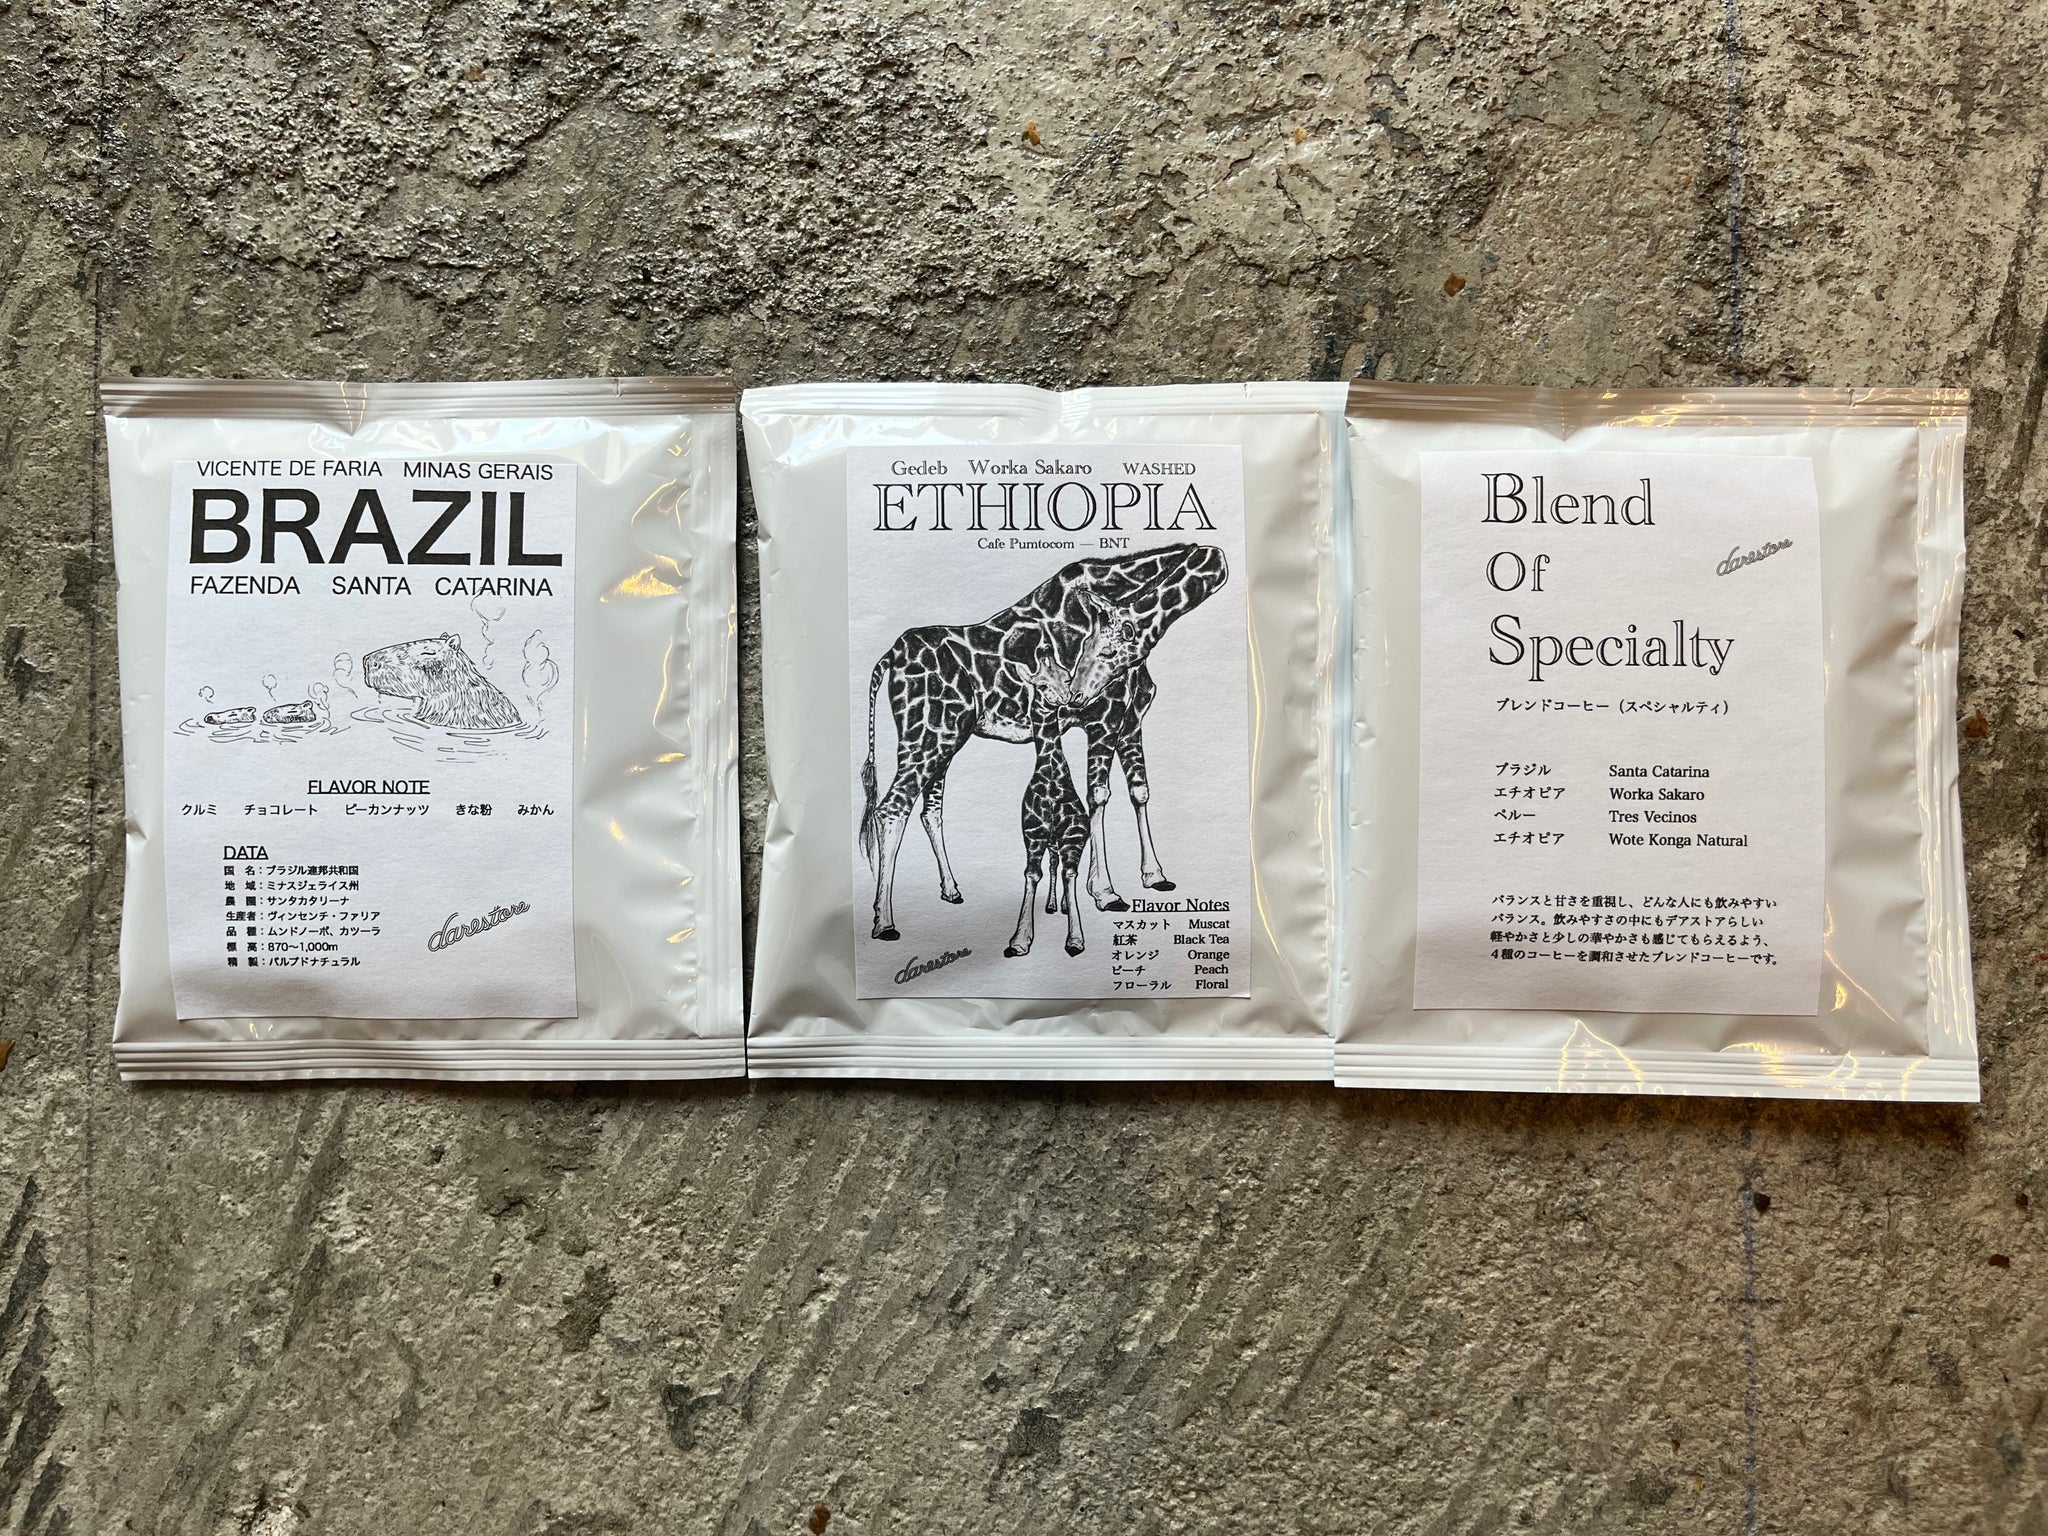 VICENTE DE FARIA MINAS GERAIS
BRAZIL
FAZENDA SANTA CATARINA
FLAVOR NOTE
クルミ チョコレート ピーカンナッツ きな粉 みかん
DATA
国 名：ブラジル連邦共和国
地 域：ミナスジェライス州
農 園：サンタカタリーナ
生産者：ヴィンセンチ・ファリア
品 種：ムンドノーボ、カツーラ
標 高：870〜1,000m
精 製：パルプドナチュラル
darestore
Gedeb Worka Sakaro WASHED
ETHIOPIA
Cafe Pumtocom — BNT
Flavor Notes
マスカット Muscat
紅茶 Black Tea
オレンジ Orange
ピーチ Peach
フローラル Floral
darestore
Blend
Of
Specialty
darestore
ブレンドコーヒー（スペシャルティ）
ブラジル Santa Catarina
エチオピア Worka Sakaro
ペルー Tres Vecinos
エチオピア Wote Konga Natural
バランスと甘さを重視し、どんな人にも飲みやすい
バランス。飲みやすさの中にもデアストアらしい
軽やかさと少しの華やかさも感じてもらえるよう、
４種のコーヒーを調和させたブレンドコーヒーです。